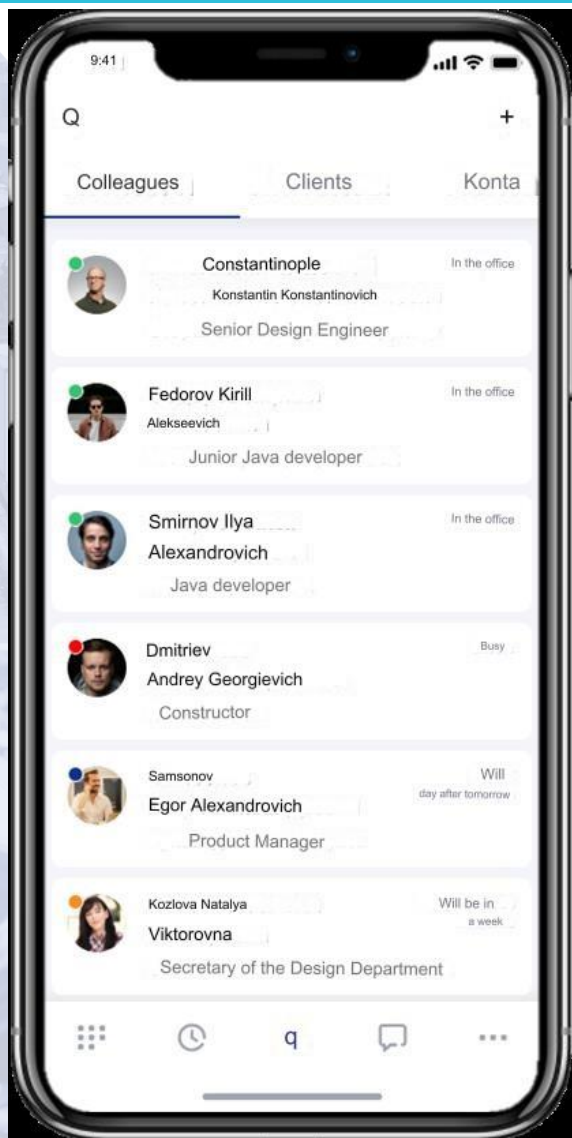 9:41
Q
+
Colleagues Clients Konta
Constantinople
In the office
Konstantin Konstantinovich
Senior Design Engineer
Fedorov Kirill
In the office
Alekseevich
Junior Java developer
Smirnov Ilya
In the office
Alexandrovich
Java developer
Dmitriev
Busy
Andrey Georgievich
Constructor
Samsonov
Will
day after tomorrow
Egor Alexandrovich
Product Manager
Kozlova Natalya
Will be in
a week
Viktorovna
Secretary of the Design Department
q